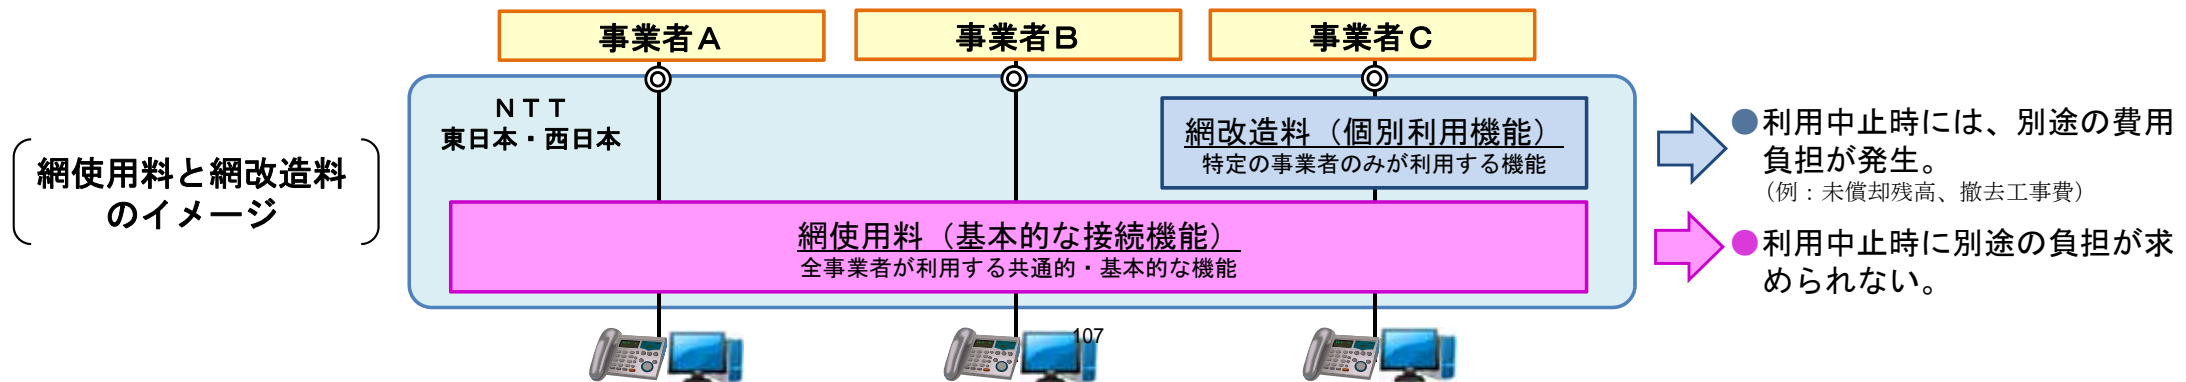 事業者A
事業者B
事業者C
NTT
東日本・西日本
網使用料と網改造料
のイメージ
網改造料(個別利用機能)
特定の事業者のみが利用する機能
網使用料(基本的な接続機能)
全事業者が利用する共通的・基本的な機能
●利用中止時には、別途の費用
負担が発生。
(例:未償却残高、撤去工事費)
●利用中止時に別途の負担が求
められない。
107